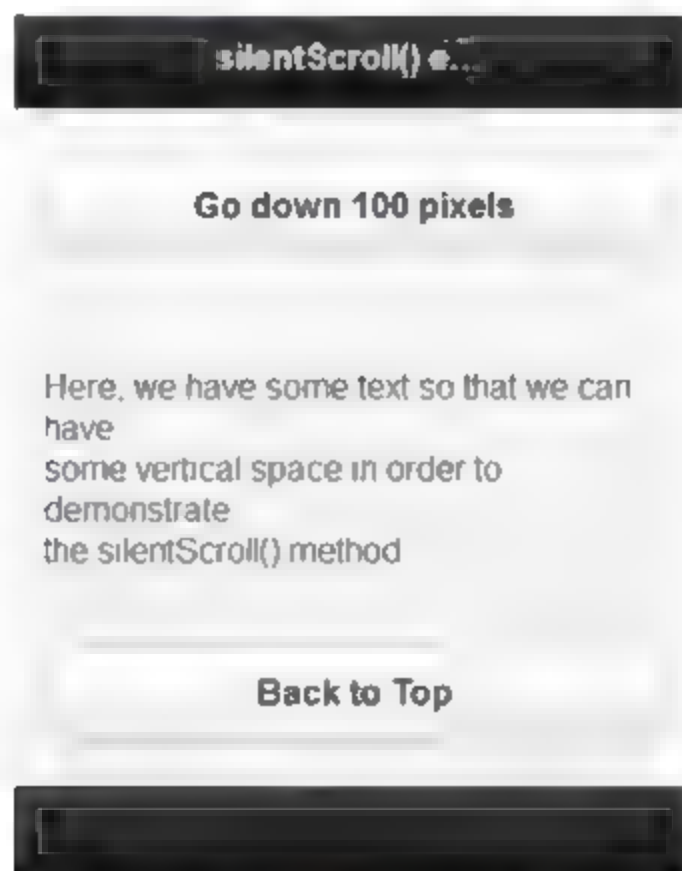 silentScroll() e...
Go down 100 pixels
Here, we have some text so that we can
have
some vertical space in order to
demonstrate
the silentScroll() method
Back to Top